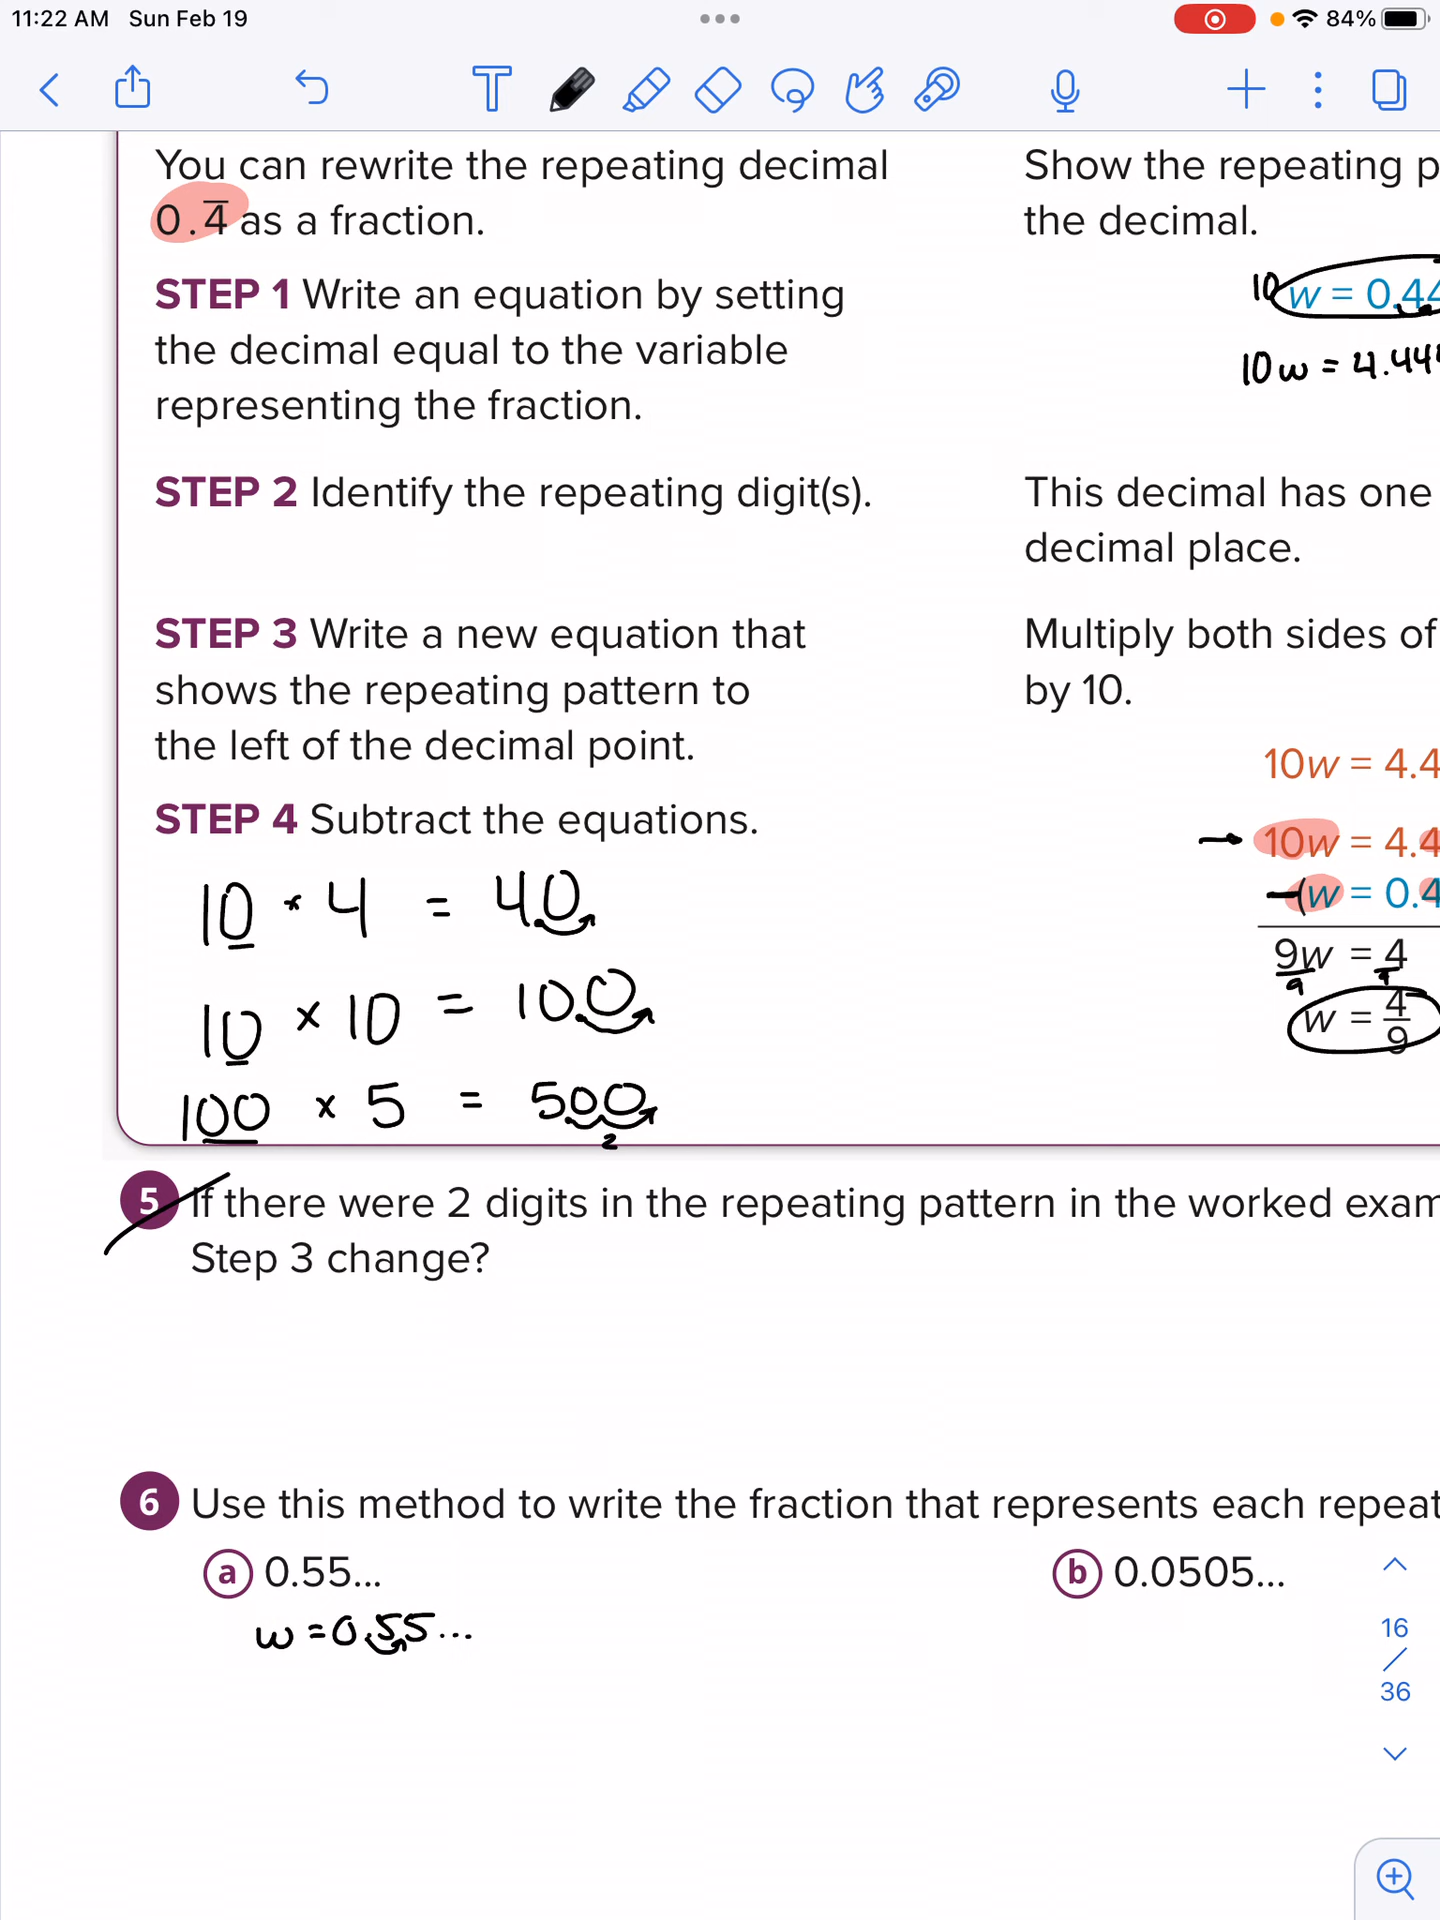 11:22 AM Sun Feb 19
84%
You can rewrite the repeating decimal
0.4̅ as a fraction.
STEP 1 Write an equation by setting
the decimal equal to the variable
representing the fraction.
STEP 2 Identify the repeating digit(s).
STEP 3 Write a new equation that
shows the repeating pattern to
the left of the decimal point.
STEP 4 Subtract the equations.
10 × 4 = 40
10 × 10 = 100
100 × 5 = 500
2
Show the repeating p
the decimal.
10 w = 0.44
10w = 4.44
This decimal has one
decimal place.
Multiply both sides of
by 10.
10w = 4.4
10w = 4.4
-(w = 0.4
9w = 4
9 9
w = 4/9
5 If there were 2 digits in the repeating pattern in the worked exam
Step 3 change?
6 Use this method to write the fraction that represents each repeat
a 0.55...
w = 0.55...
b 0.0505...
16
/
36